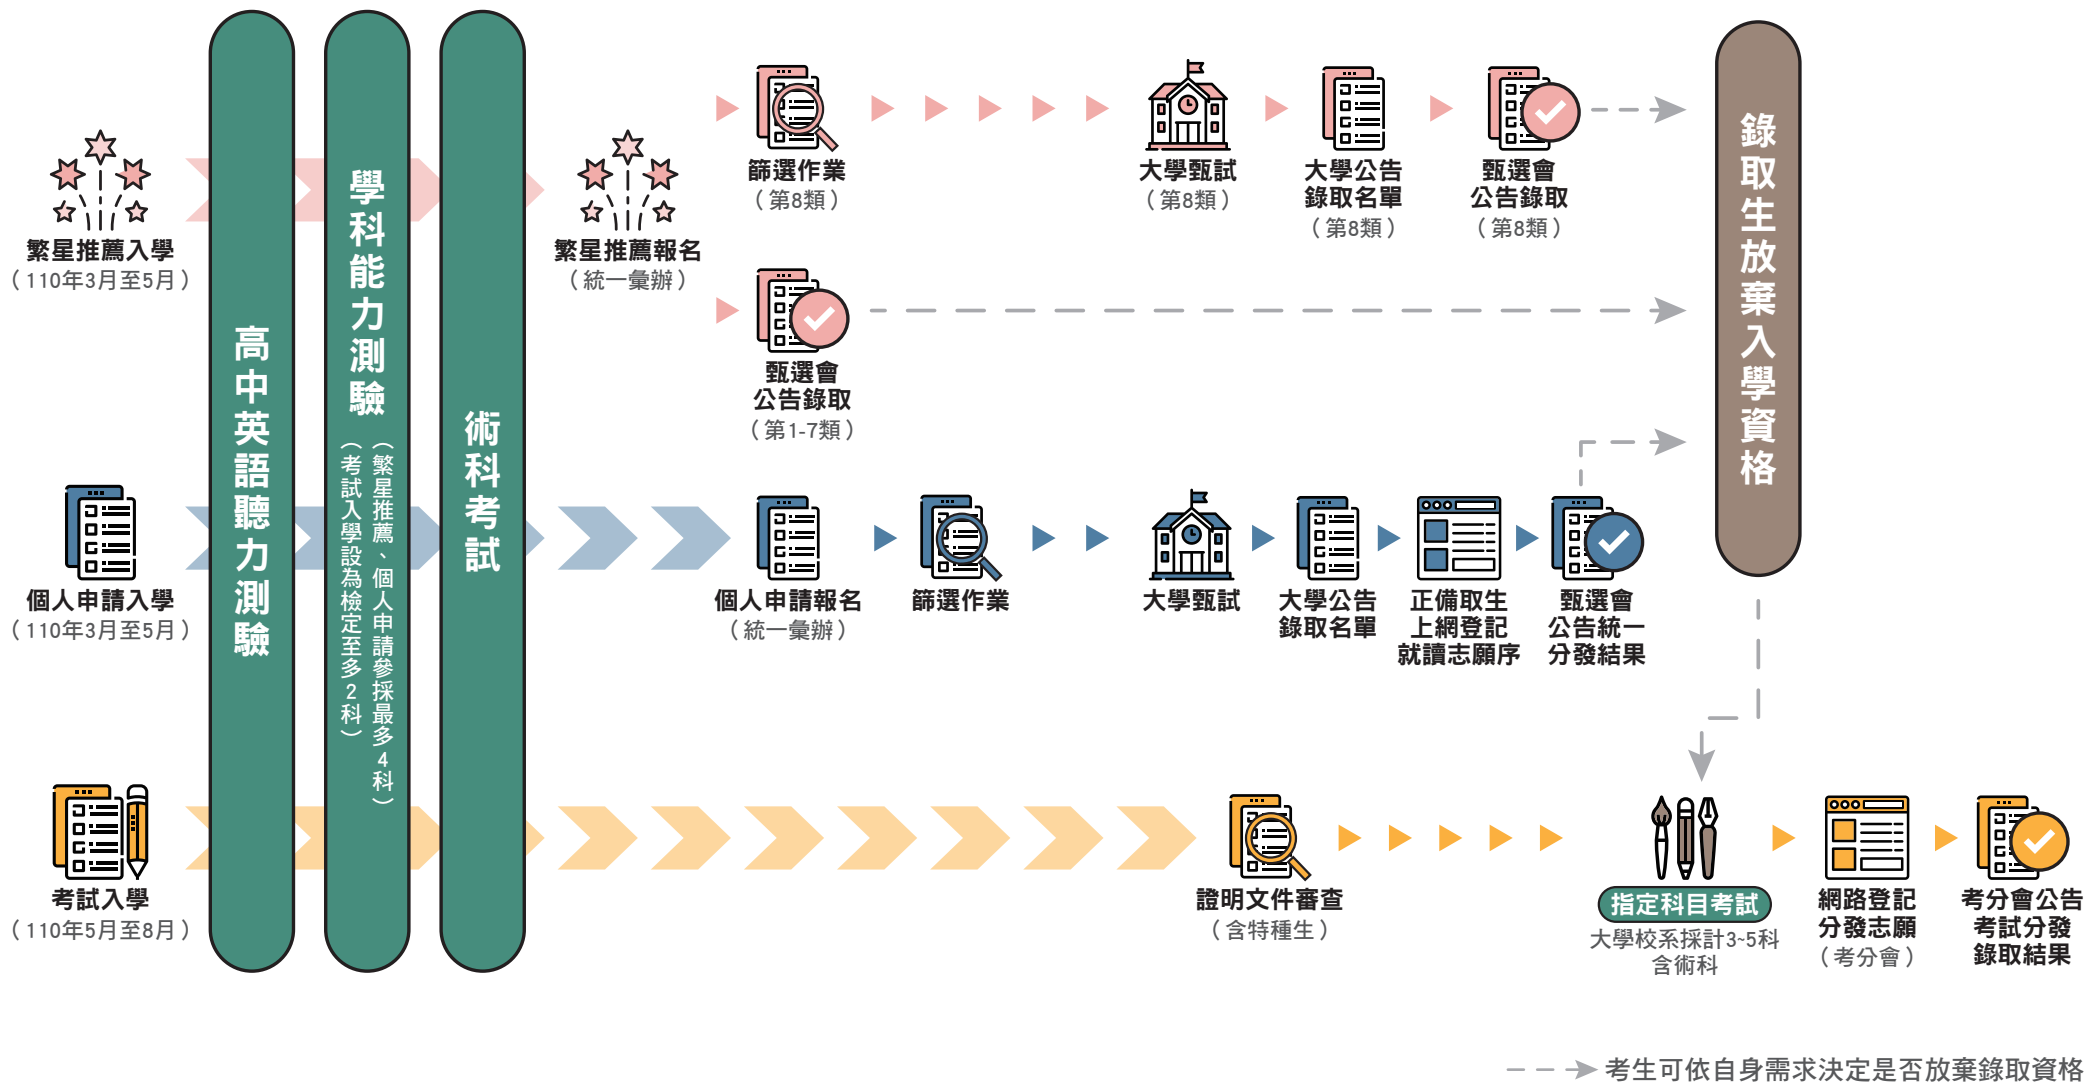 繁星推薦入學
（110年3月至5月）
個人申請入學
（110年3月至5月）
考試入學
（110年5月至8月）
高中英語聽力測驗
學科能力測驗
（繁星推薦、個人申請參採最多4科）
（考試入學設為檢定至多2科）
術科考試
繁星推薦報名
（統一彙辦）
篩選作業
（第8類）
大學甄試
（第8類）
大學公告
錄取名單
（第8類）
甄選會
公告錄取
（第8類）
甄選會
公告錄取
（第1-7類）
個人申請報名
（統一彙辦）
篩選作業
大學甄試
大學公告
錄取名單
正備取生
上網登記
就讀志願序
甄選會
公告統一
分發結果
錄取生放棄入學資格
證明文件審查
（含特種生）
指定科目考試
大學校系採計3~5科
含術科
網路登記
分發志願
（考分會）
考分會公告
考試分發
錄取結果
考生可依自身需求決定是否放棄錄取資格